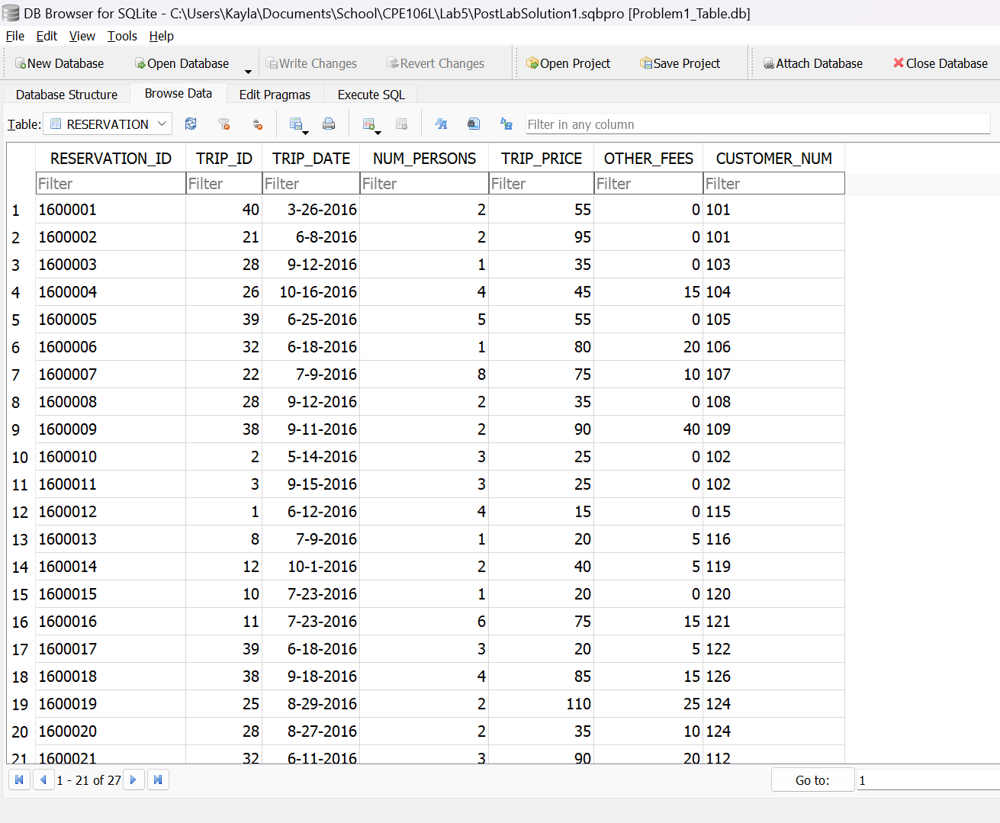 DB Browser for SQLite - C:\Users\Kayla\Documents\School\CPE106L\Lab5\PostLabSolution1.sqbpro [Problem1_Table.db]
File Edit View Tools Help
New Database Open Database Write Changes Revert Changes Open Project Save Project Attach Database Close Database
Database Structure Browse Data Edit Pragmas Execute SQL
Table: RESERVATION Filter in any column
RESERVATION_ID TRIP_ID TRIP_DATE NUM_PERSONS TRIP_PRICE OTHER_FEES CUSTOMER_NUM
Filter Filter Filter Filter Filter Filter Filter
1 1600001 40 3-26-2016 2 55 0 101
2 1600002 21 6-8-2016 2 95 0 101
3 1600003 28 9-12-2016 1 35 0 103
4 1600004 26 10-16-2016 4 45 15 104
5 1600005 39 6-25-2016 5 55 0 105
6 1600006 32 6-18-2016 1 80 20 106
7 1600007 22 7-9-2016 8 75 10 107
8 1600008 28 9-12-2016 2 35 0 108
9 1600009 38 9-11-2016 2 90 40 109
10 1600010 2 5-14-2016 3 25 0 102
11 1600011 3 9-15-2016 3 25 0 102
12 1600012 1 6-12-2016 4 15 0 115
13 1600013 8 7-9-2016 1 20 5 116
14 1600014 12 10-1-2016 2 40 5 119
15 1600015 10 7-23-2016 1 20 0 120
16 1600016 11 7-23-2016 6 75 15 121
17 1600017 39 6-18-2016 3 20 5 122
18 1600018 38 9-18-2016 4 85 15 126
19 1600019 25 8-29-2016 2 110 25 124
20 1600020 28 8-27-2016 2 35 10 124
21 1600021 32 6-11-2016 3 90 20 112
1 - 21 of 27 Go to: 1